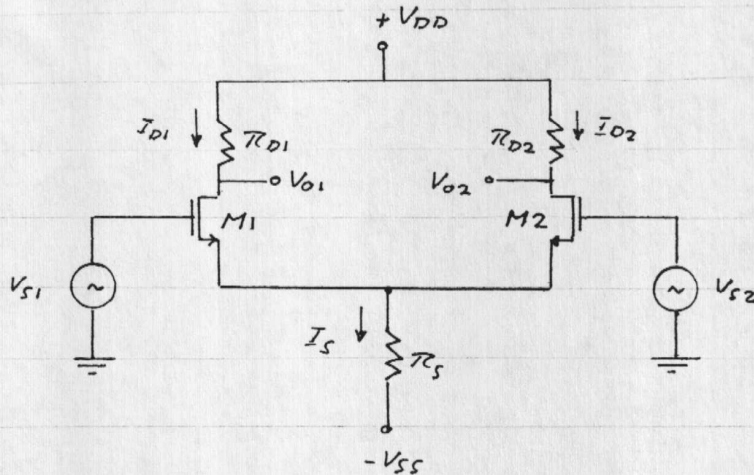 + VDD
ID1
RD1
RD2
ID2
VO1
VO2
M1
M2
VS1
VS2
IS
RS
-VSS